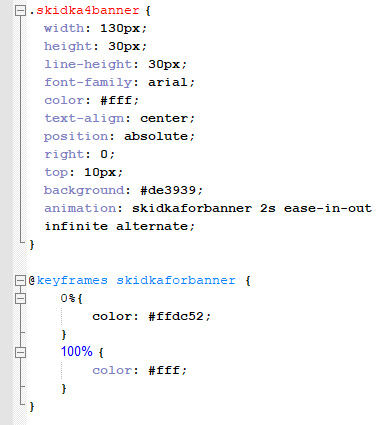 .skidka4banner {
width: 130px;
height: 30px;
line-height: 30px;
font-family: arial;
color: #fff;
text-align: center;
position: absolute;
right: 0;
top: 10px;
background: #de3939;
animation: skidkaforbanner 2s ease-in-out
infinite alternate;
}
@keyframes skidkaforbanner {
0%{
color: #ffdc52;
}
100% {
color: #fff;
}
}